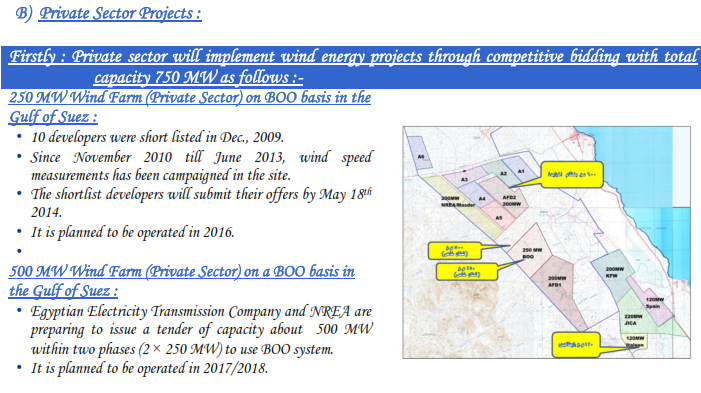 B) Private Sector Projects :
Firstly : Private sector will implement wind energy projects through competitive bidding with total
capacity 750 MW as follows :-
250 MW Wind Farm (Private Sector) on BOO basis in the
Gulf of Suez :
• 10 developers were short listed in Dec., 2009.
• Since November 2010 till June 2013, wind speed
measurements has been campaigned in the site.
• The shortlist developers will submit their offers by May 18th
2014.
• It is planned to be operated in 2016.
•
500 MW Wind Farm (Private Sector) on a BOO basis in
the Gulf of Suez :
• Egyptian Electricity Transmission Company and NREA are
preparing to issue a tender of capacity about 500 MW
within two phases (2 × 250 MW) to use BOO system.
• It is planned to be operated in 2017/2018.
A6
A3
A2
A1
200MW
NREA/Masder
A4
AFD2
200MW
A5
250 MW
BOO
200MW
AFD1
200MW
KFW
120MW
Spain
220MW
JICA
120MW